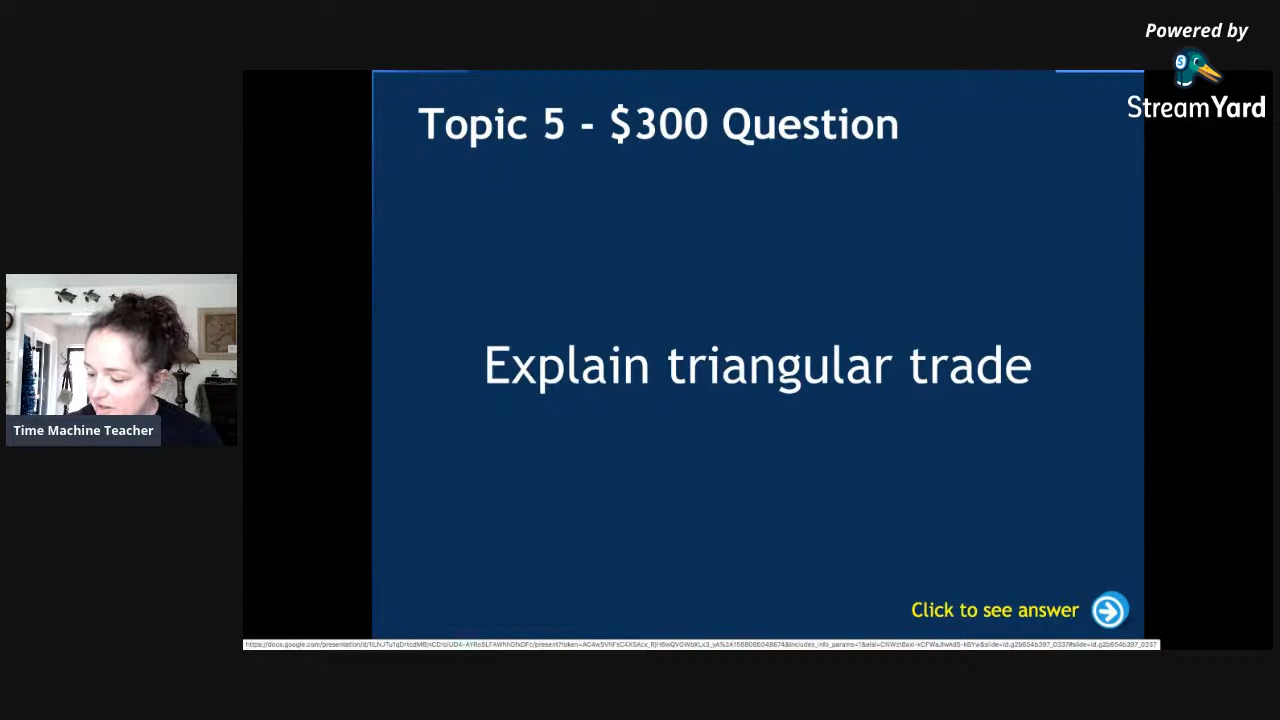 Powered by
StreamYard
Topic 5 - $300 Question
Explain triangular trade
Time Machine Teacher
Click to see answer